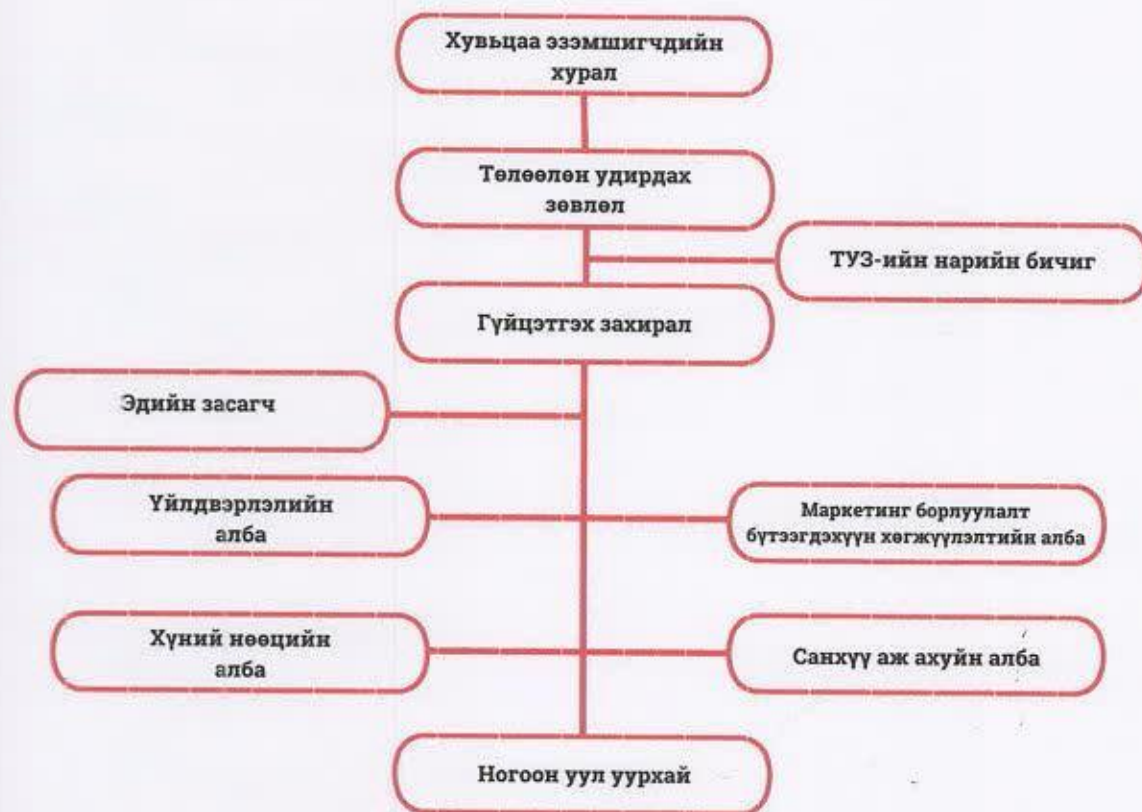 Хувьцаа эзэмшигчдийн
хурал
Төлөөлөн удирдах
зөвлөл
ТУЗ-ийн нарийн бичиг
Гүйцэтгэх захирал
Эдийн засагч
Үйлдвэрлэлийн
алба
Маркетинг борлуулалт
бүтээгдэхүүн хөгжүүлэлтийн алба
Хүний нөөцийн
алба
Санхүү аж ахуйн алба
Ногоон уул уурхай